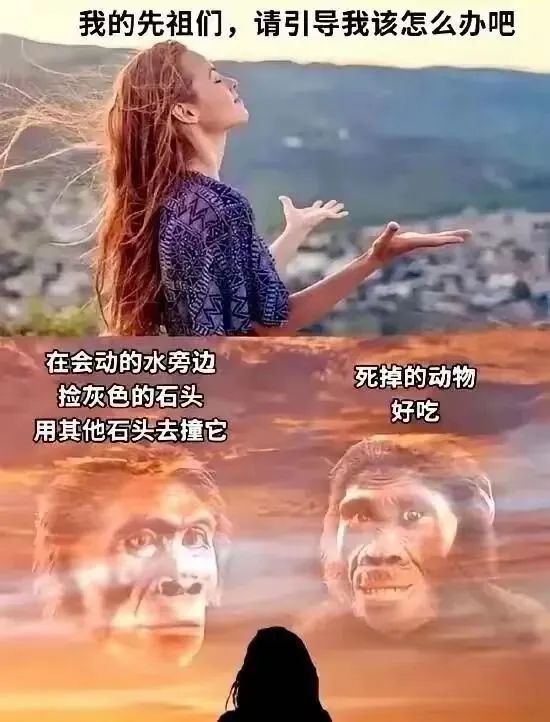 我的先祖们，请引导我该怎么办吧
在会动的水旁边
捡灰色的石头
用其他石头去撞它
死掉的动物
好吃